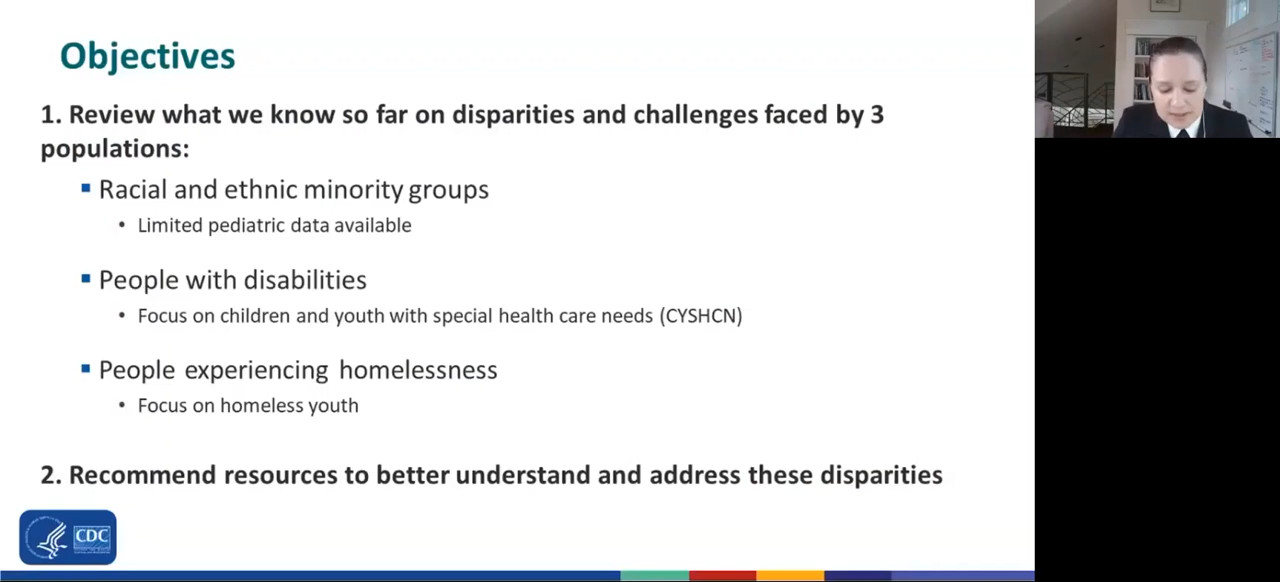 Objectives
1. Review what we know so far on disparities and challenges faced by 3
populations:
▪ Racial and ethnic minority groups
• Limited pediatric data available
▪ People with disabilities
• Focus on children and youth with special health care needs (CYSHCN)
▪ People experiencing homelessness
• Focus on homeless youth
2. Recommend resources to better understand and address these disparities
CDC